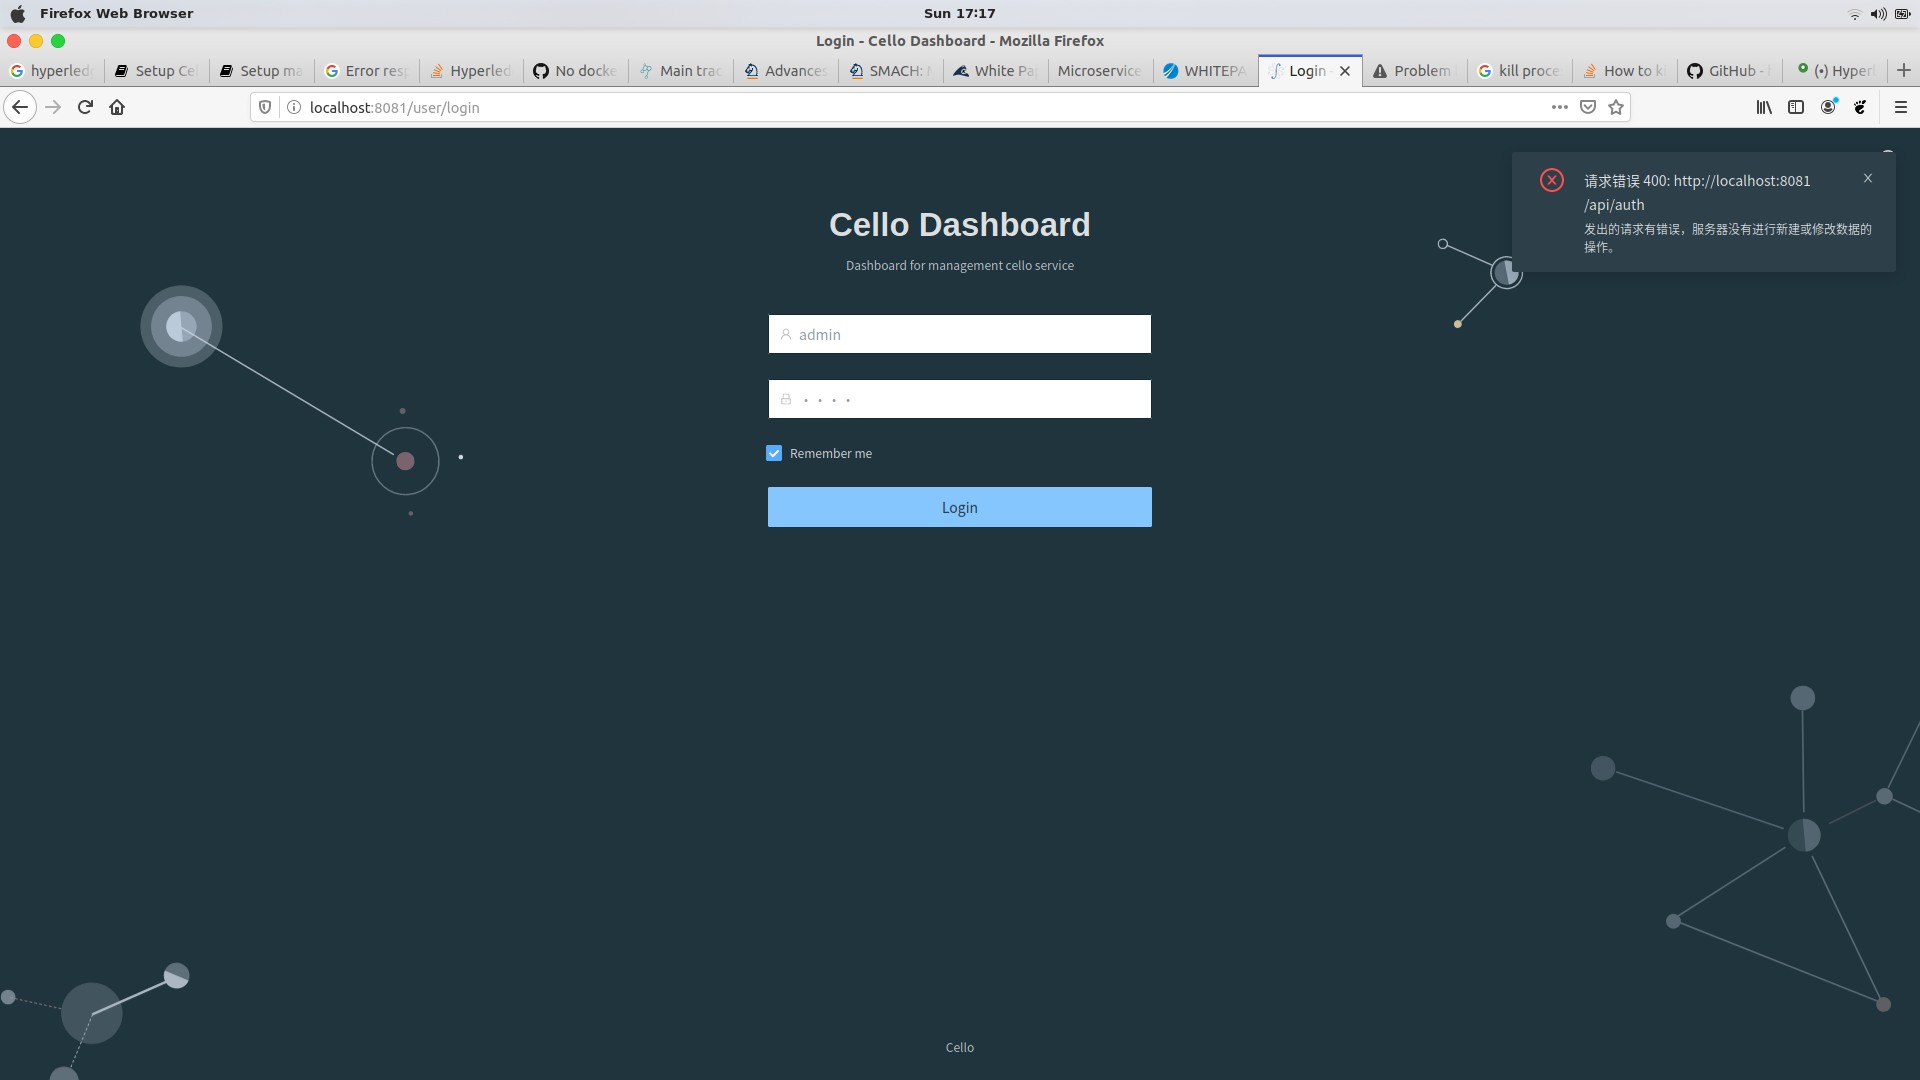 Firefox Web Browser
Sun 17:17
Login - Cello Dashboard - Mozilla Firefox
hyperled
Setup Ce
Setup ma
Error res
Hyperled
No docke
Main trac
Advances
SMACH:
White Pa
Microservice
WHITEPA
Login
Problem
kill proce
How to k
GitHub -
(•) Hyperl
localhost:8081/user/login
请求错误 400: http://localhost:8081
/api/auth
发出的请求有错误，服务器没有进行新建或修改数据的
操作。
Cello Dashboard
Dashboard for management cello service
admin
Remember me
Login
Cello